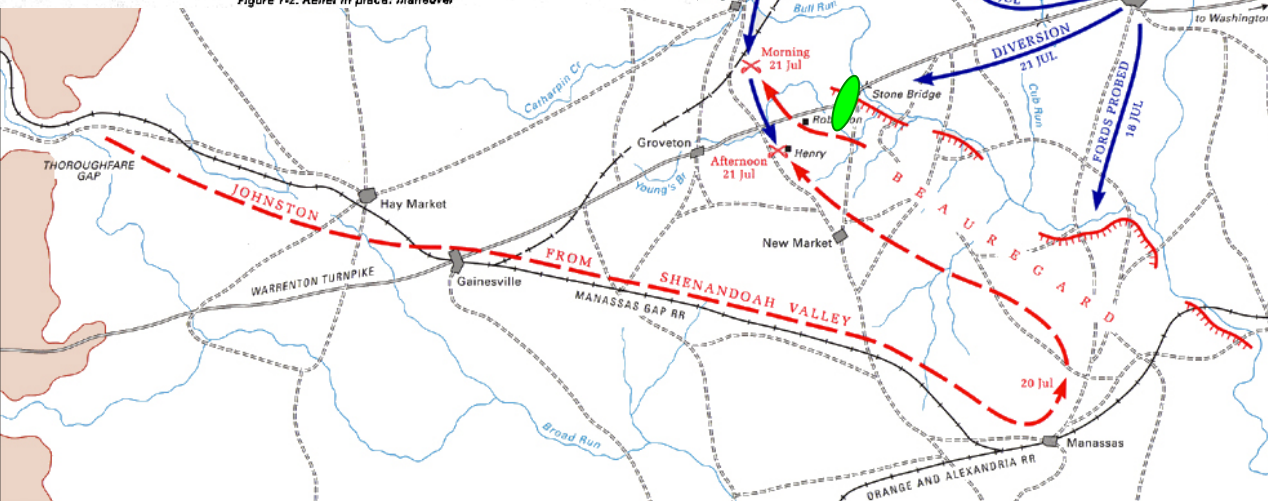 Figure 1-2. Relief in place: Maneuver
Bull Run
to Washington
DIVERSION
21 JUL
Morning
21 Jul
Catharpin Cr
Stone Bridge
Cub Run
FORDS PROBED
18 JUL
Groveton
Henry
Afternoon
21 Jul
Young's Br
THOROUGHFARE
GAP
JOHNSTON
Hay Market
BEAUREGARD
New Market
FROM
SHENANDOAH VALLEY
WARRENTON TURNPIKE
Gainesville
MANASSAS GAP RR
20 Jul
Broad Run
Manassas
ORANGE AND ALEXANDRIA RR